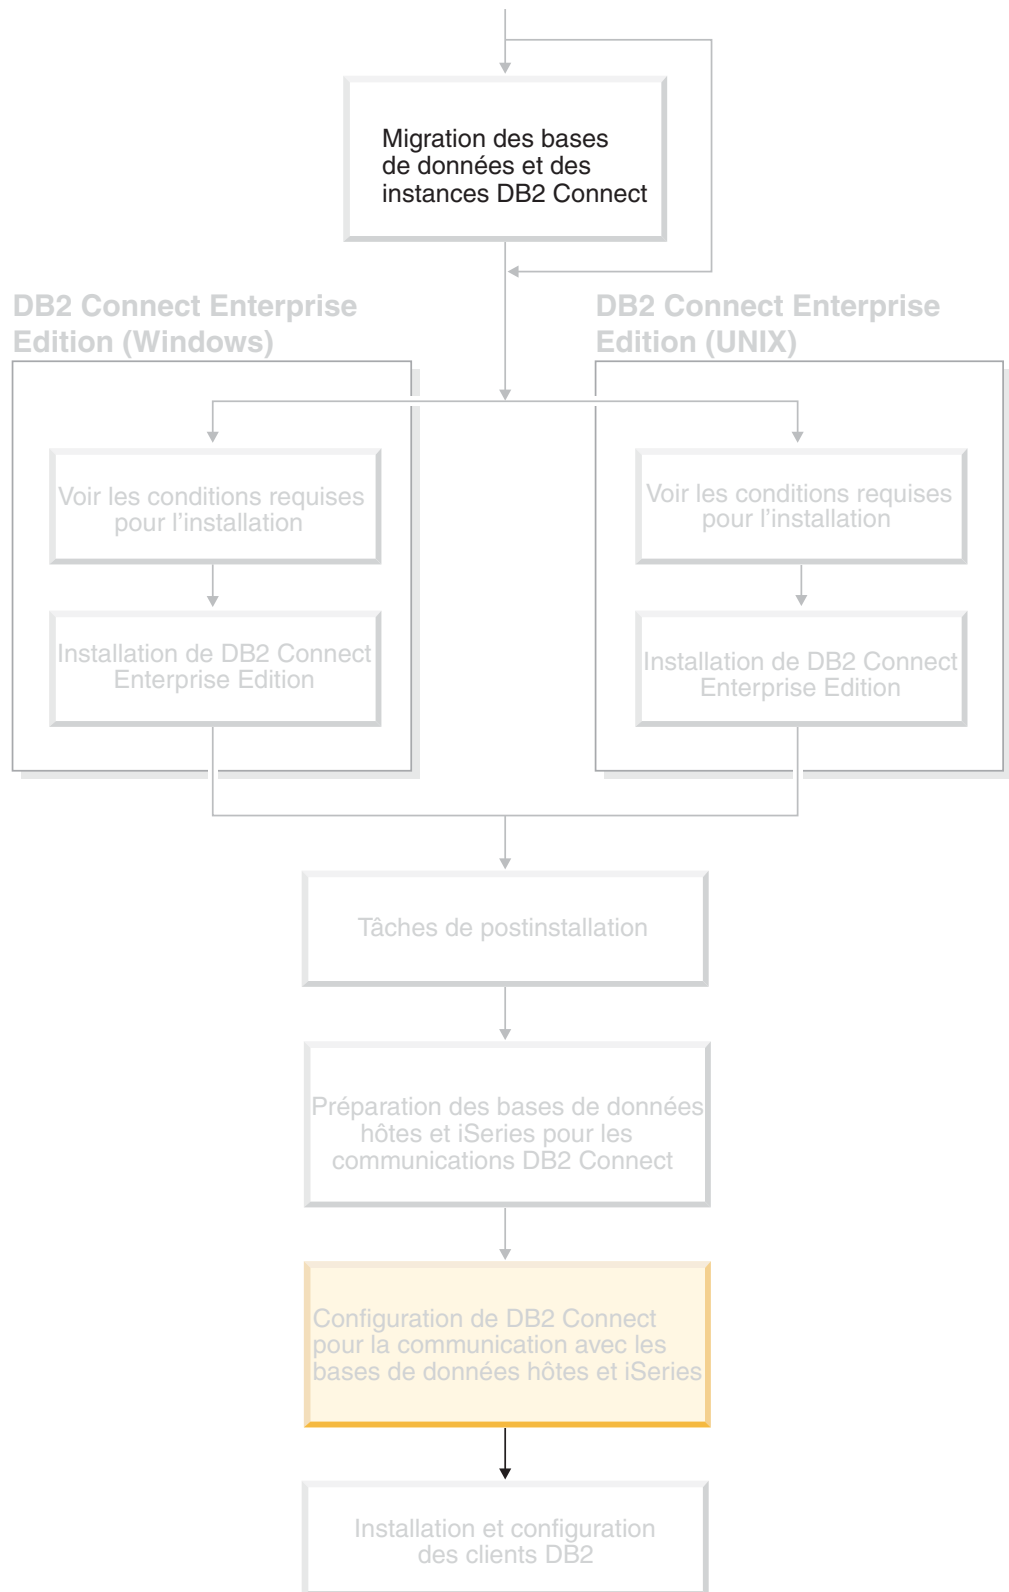 Migration des bases
de données et des
instances DB2 Connect
DB2 Connect Enterprise
Edition (Windows)
DB2 Connect Enterprise
Edition (UNIX)
Voir les conditions requises
pour l'installation
Voir les conditions requises
pour l'installation
Installation de DB2 Connect
Enterprise Edition
Installation de DB2 Connect
Enterprise Edition
Tâches de postinstallation
Préparation des bases de données
hôtes et iSeries pour les
communications DB2 Connect
Configuration de DB2 Connect
pour la communication avec les
bases de données hôtes et iSeries
Installation et configuration
des clients DB2